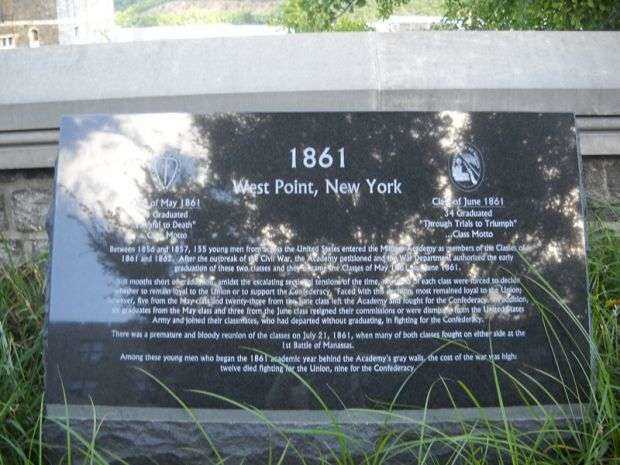 1861
West Point, New York
of May 1861
Graduated
to Death"
Class Motto
Class of June 1861
34 Graduated
"Through Trials to Triumph"
Class Motto
Between 1856 and 1857, 155 young men from across the United States entered the Military Academy as members of the Classes of
1861 and 1862. After the outbreak of the Civil War, the Academy petitioned and the War Department authorized the early
graduation of these two classes and they became the Classes of May 1861 and June 1861.
months short of graduation, amidst the escalating sectional tensions of the time, of each class were forced to decide
whether to remain loyal to the Union or to support the Confederacy. Faced with this decision, most remained loyal to the Union;
however, five from the May class and twenty-three from the June class left the Academy and fought for the Confederacy. In addition,
six graduates from the May class and three from the June class resigned their commissions or were dismissed from the United States
Army and joined their classmates, who had departed without graduating, in fighting for the Confederacy.
There was a premature and bloody reunion of the classes on July 21, 1861, when many of both classes fought on either side at the
1st Battle of Manassas.
Among these young men who began the 1861 academic year behind the Academy's gray walls, the cost of the war was high:
twelve died fighting for the Union, nine for the Confederacy.